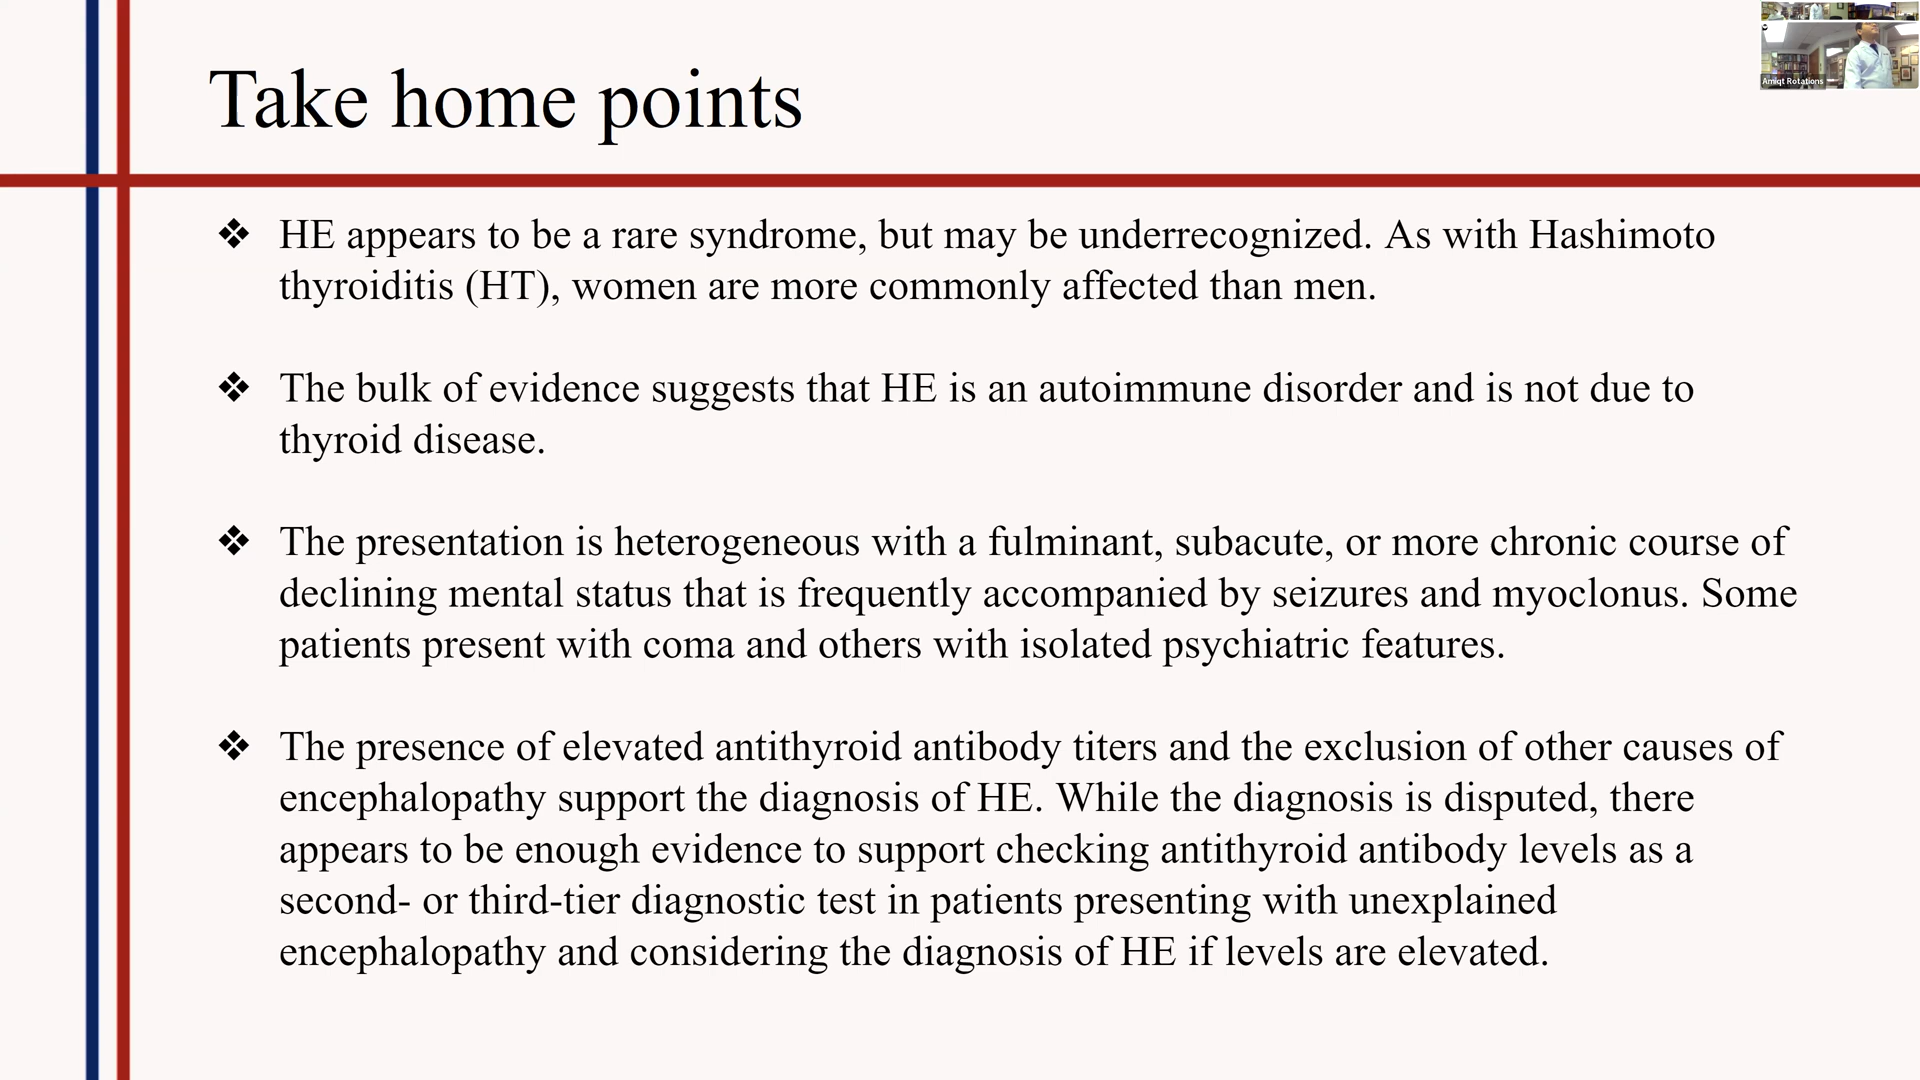 Take home points
Amiqt Rotations
❖ HE appears to be a rare syndrome, but may be underrecognized. As with Hashimoto
thyroiditis (HT), women are more commonly affected than men.
❖ The bulk of evidence suggests that HE is an autoimmune disorder and is not due to
thyroid disease.
❖ The presentation is heterogeneous with a fulminant, subacute, or more chronic course of
declining mental status that is frequently accompanied by seizures and myoclonus. Some
patients present with coma and others with isolated psychiatric features.
❖ The presence of elevated antithyroid antibody titers and the exclusion of other causes of
encephalopathy support the diagnosis of HE. While the diagnosis is disputed, there
appears to be enough evidence to support checking antithyroid antibody levels as a
second- or third-tier diagnostic test in patients presenting with unexplained
encephalopathy and considering the diagnosis of HE if levels are elevated.